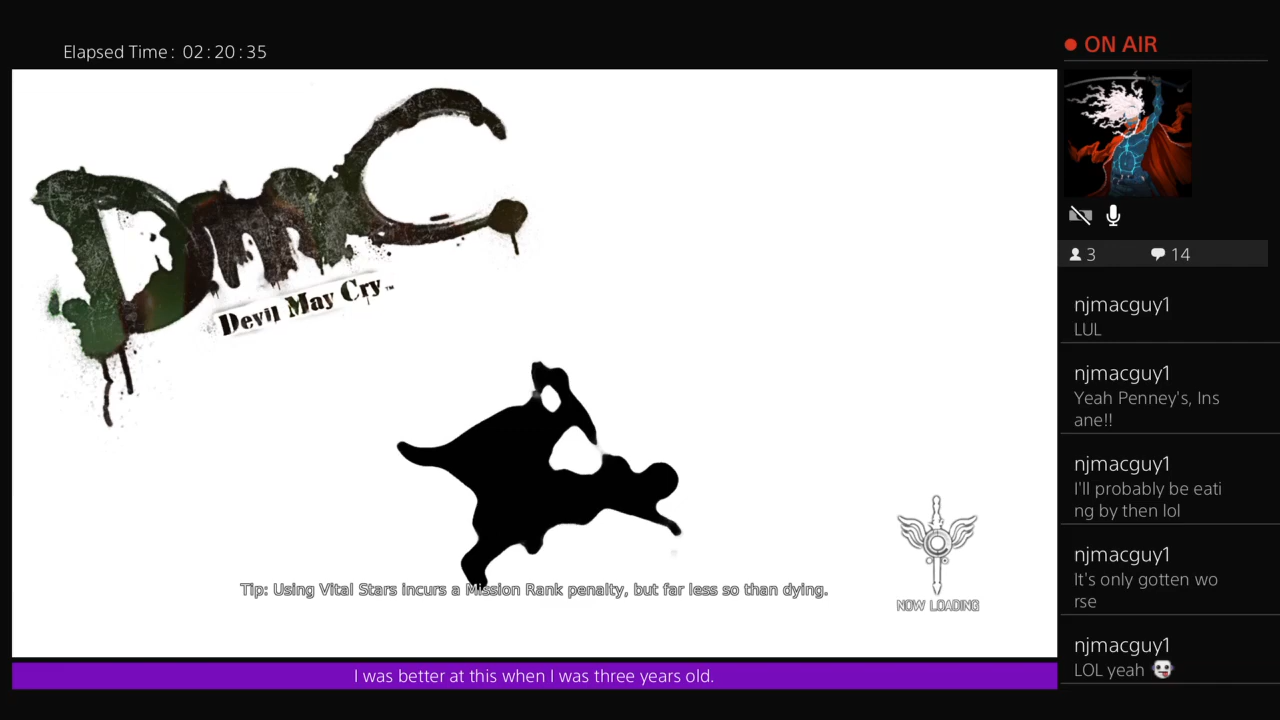 Elapsed Time: 02:20:35
ON AIR
DmC
Devil May Cry™
3 14
njmacguy1
LUL
njmacguy1
Yeah Penney's, Ins
ane!!
njmacguy1
I'll probably be eati
ng by then lol
njmacguy1
It's only gotten wo
rse
njmacguy1
LOL yeah 👻
Tip: Using Vital Stars incurs a Mission Rank penalty, but far less so than dying.
NOW LOADING
I was better at this when I was three years old.